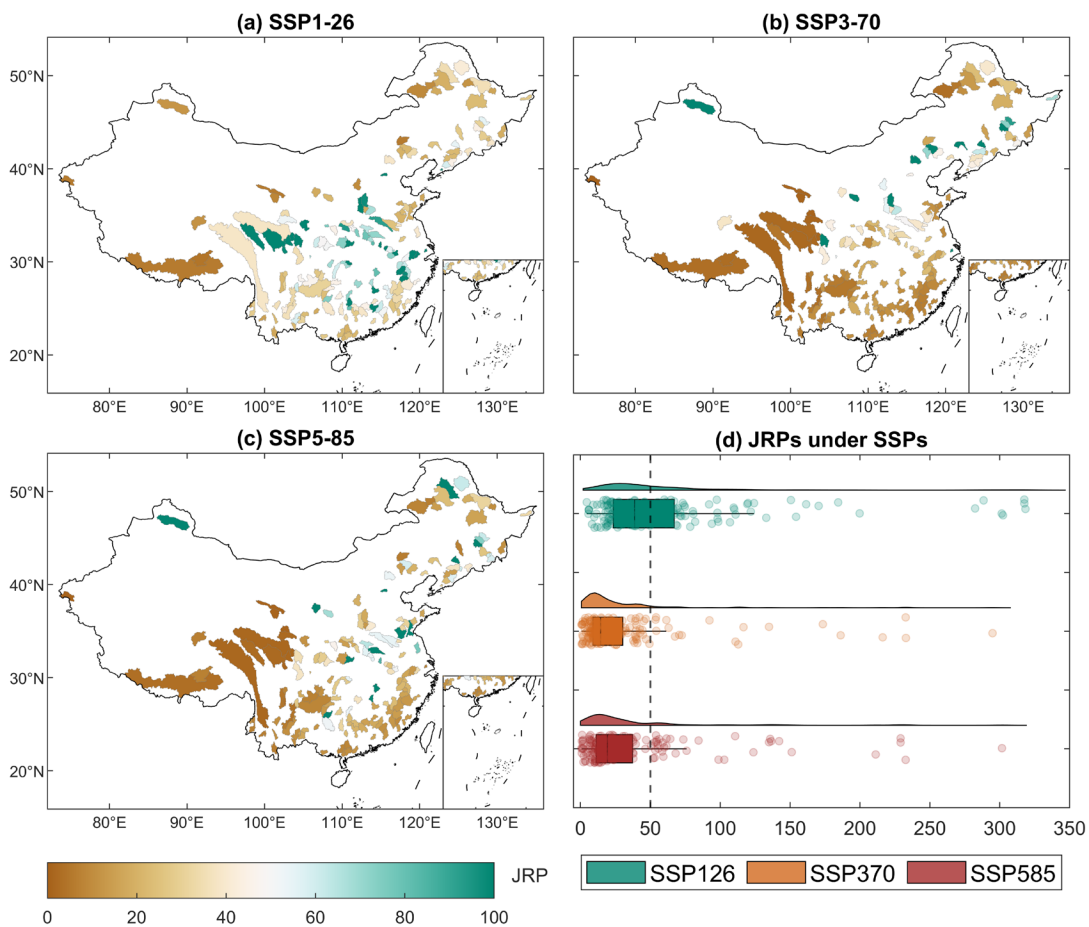 (a) SSP1-26
(b) SSP3-70
50°N
40°N
30°N
20°N
80°E 90°E 100°E 110°E 120°E 130°E
50°N
40°N
30°N
20°N
80°E 90°E 100°E 110°E 120°E 130°E
(c) SSP5-85
(d) JRPs under SSPs
50°N
40°N
30°N
20°N
80°E 90°E 100°E 110°E 120°E 130°E
0 50 100 150 200 250 300 350
JRP
0 20 40 60 80 100
SSP126 SSP370 SSP585